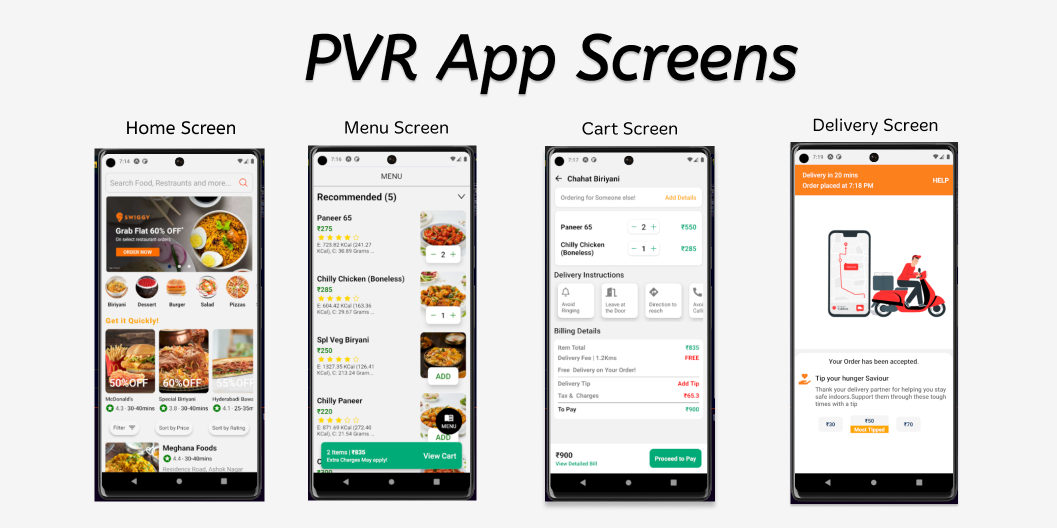 PVR App Screens
Home Screen
7:14
Search Food, Restraunts and more...
SWIGGY
Grab Flat 60% OFF*
On select restaurant orders
ORDER NOW
Biriyani Dessert Burger Salad Pizzas
Get it Quickly!
50%OFF 60%OFF 55%OFF
McDonald's Special Biriyani Hyderabadi Bawa
4.3 · 30-40mins 3.8 · 30-40mins 4.1 · 25-35m
Filter Sort by Price Sort by Rating
Meghana Foods
4.4 · 30-40mins
Residency Road, Ashok Nagar
Menu Screen
7:16
MENU
Recommended (5)
Paneer 65
₹275
E: 723.82 KCal (241.27
KCal), C: 36.89 Grams ...
− 2 +
Chilly Chicken (Boneless)
₹285
E: 604.42 KCal (163.36
KCal), C: 29.67 Grams ...
− 1 +
Spl Veg Biryani
₹250
E: 1327.35 KCal (126.41
KCal), C: 213.24 Gram ...
ADD
Chilly Paneer
₹220
E: 871.69 KCal (272.40
KCal), C: 21.54 Grams ...
MENU
ADD
2 Items | ₹835
Extra Charges May apply!
View Cart
Cart Screen
7:17
Chahat Biriyani
Ordering for Someone else! Add Details
Paneer 65 − 2 + ₹550
Chilly Chicken
(Boneless) − 1 + ₹285
Delivery Instructions
Avoid
Ringing
Leave at
the Door
Direction to
reach
Avoi
Calli
Billing Details
Item Total ₹835
Delivery Fee | 1.2Kms FREE
Free Delivery on Your Order!
Delivery Tip Add Tip
Tax & Charges ₹65.3
To Pay ₹900
₹900
View Detailed Bill
Proceed to Pay
Delivery Screen
7:19
Delivery in 20 mins
Order placed at 7:18 PM
HELP
Your Order has been accepted.
Tip your hunger Saviour
Thank your delivery partner for helping you stay
safe indoors.Support them through these tough
times with a tip
₹30 ₹50 ₹70
Most Tipped